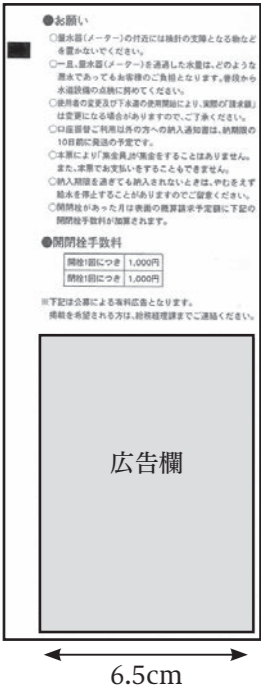 ●お願い
○量水器（メーター）の付近には検針の支障となる物など
を置かないでください。
○一旦、量水器（メーター）を通過した水量は、どのような
漏水であってもお客様のご負担となります。普段から
水道設備の点検に努めてください。
○使用者の変更及び下水道の使用開始により、実際の「請求額」
は変更になる場合がありますので、ご了承ください。
○口座振替ご利用以外の方への納入通知書は、納期限の
10日前に発送の予定です。
○本票により「集金員」が集金をすることはありません。
また、本票でお支払いをすることもできません。
○納入期限を過ぎても納入されないときは、やむをえず
給水を停止することがありますのでご留意ください。
○開閉栓があった月は表面の概算請求予定額に下記の
開閉栓手数料が加算されます。
●開閉栓手数料
開栓1回につき 1,000円
閉栓1回につき 1,000円
※下記は公募による有料広告となります。
掲載を希望される方は、総務経理課までご連絡ください。
広告欄
6.5cm